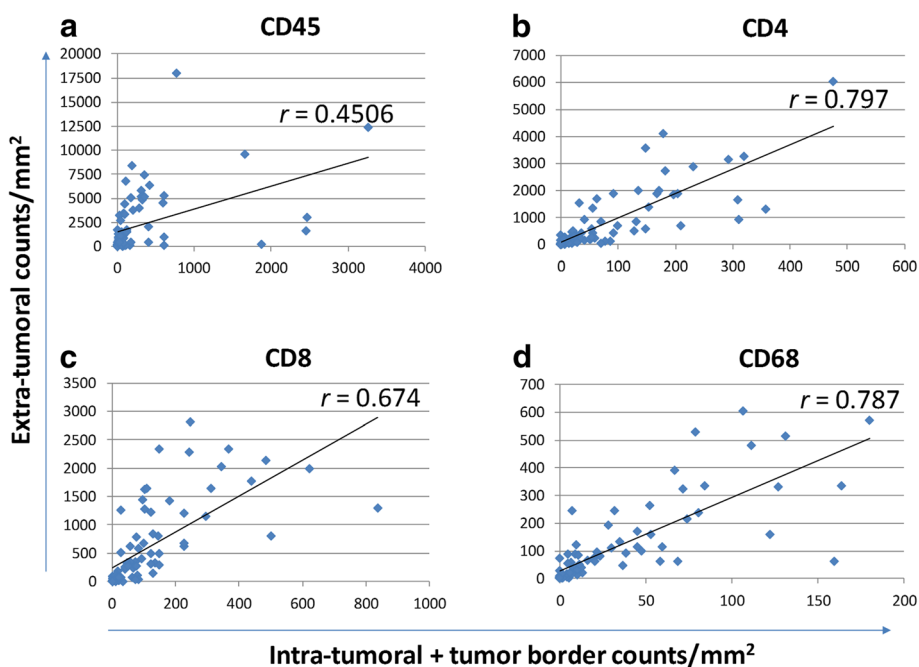 a
CD45
20000
17500
15000
12500
10000
7500
5000
2500
0
0 1000 2000 3000 4000
r = 0.4506
b
CD4
7000
6000
5000
4000
3000
2000
1000
0
0 100 200 300 400 500 600
r = 0.797
c
CD8
3500
3000
2500
2000
1500
1000
500
0
0 200 400 600 800 1000
r = 0.674
d
CD68
700
600
500
400
300
200
100
0
0 50 100 150 200
r = 0.787
Extra-tumoral counts/mm²
Intra-tumoral + tumor border counts/mm²